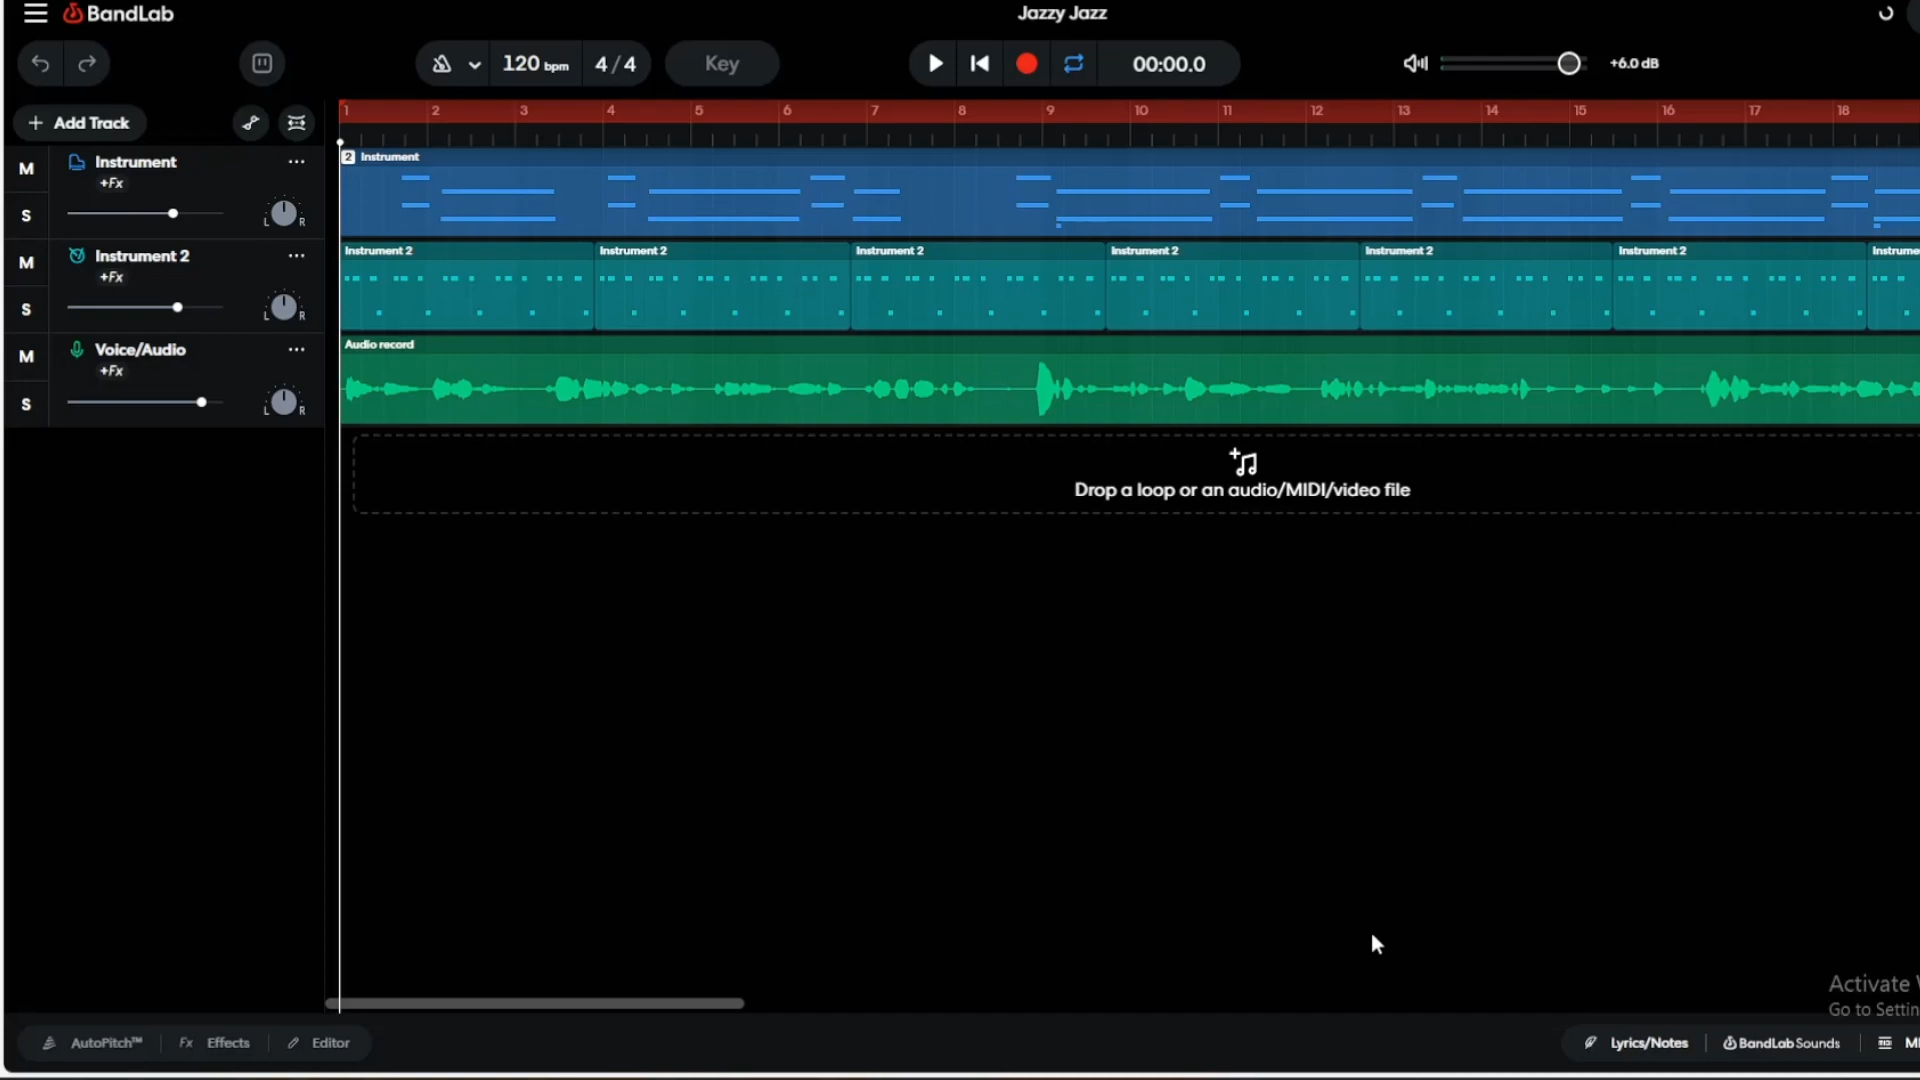 BandLab
Jazzy Jazz
120 bpm
4/4
Key
00:00.0
+6.0 dB
+ Add Track
1 2 3 4 5 6 7 8 9 10 11 12 13 14 15 16 17 18
M
Instrument
+Fx
S
L R
2 Instrument
M
Instrument 2
+Fx
S
L R
Instrument 2
Instrument 2
Instrument 2
Instrument 2
Instrument 2
Instrument 2
Instrume
M
Voice/Audio
+Fx
S
L R
Audio record
Drop a loop or an audio/MIDI/video file
Activate
Go to Settin
AutoPitch™
Fx Effects
Editor
Lyrics/Notes
BandLab Sounds